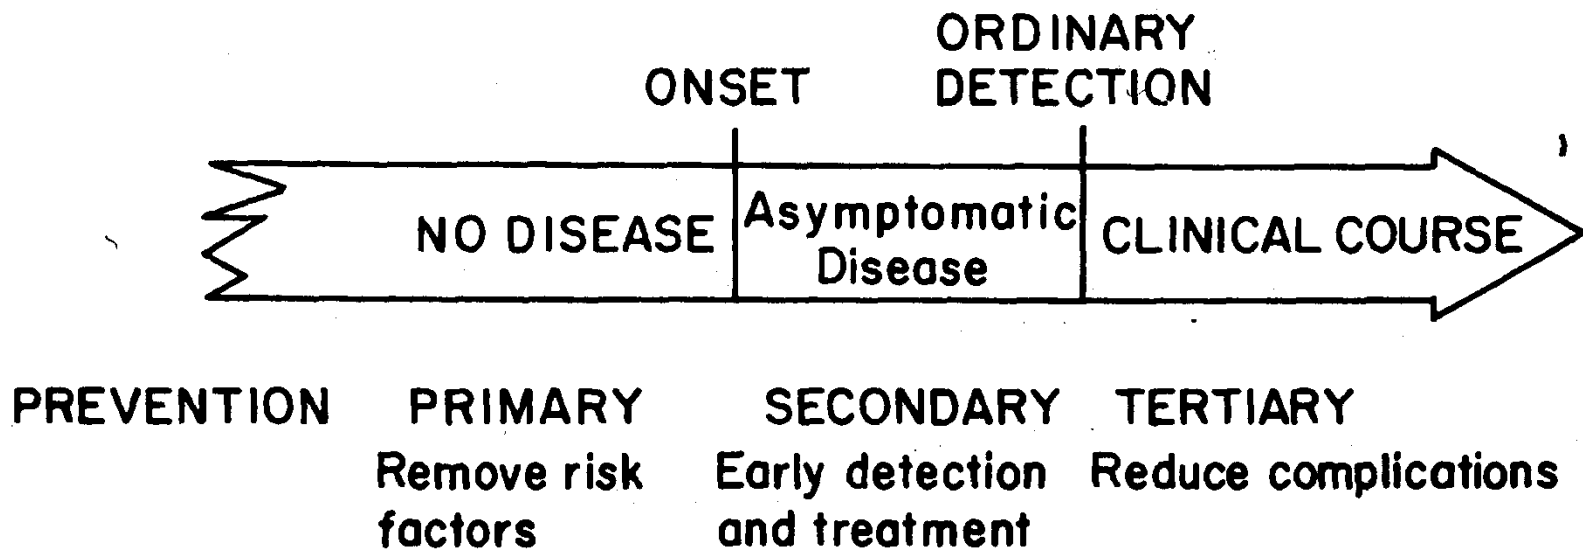 ONSET
ORDINARY
DETECTION
NO DISEASE
Asymptomatic
Disease
CLINICAL COURSE
PREVENTION PRIMARY SECONDARY TERTIARY
Remove risk
factors
Early detection
and treatment
Reduce complications